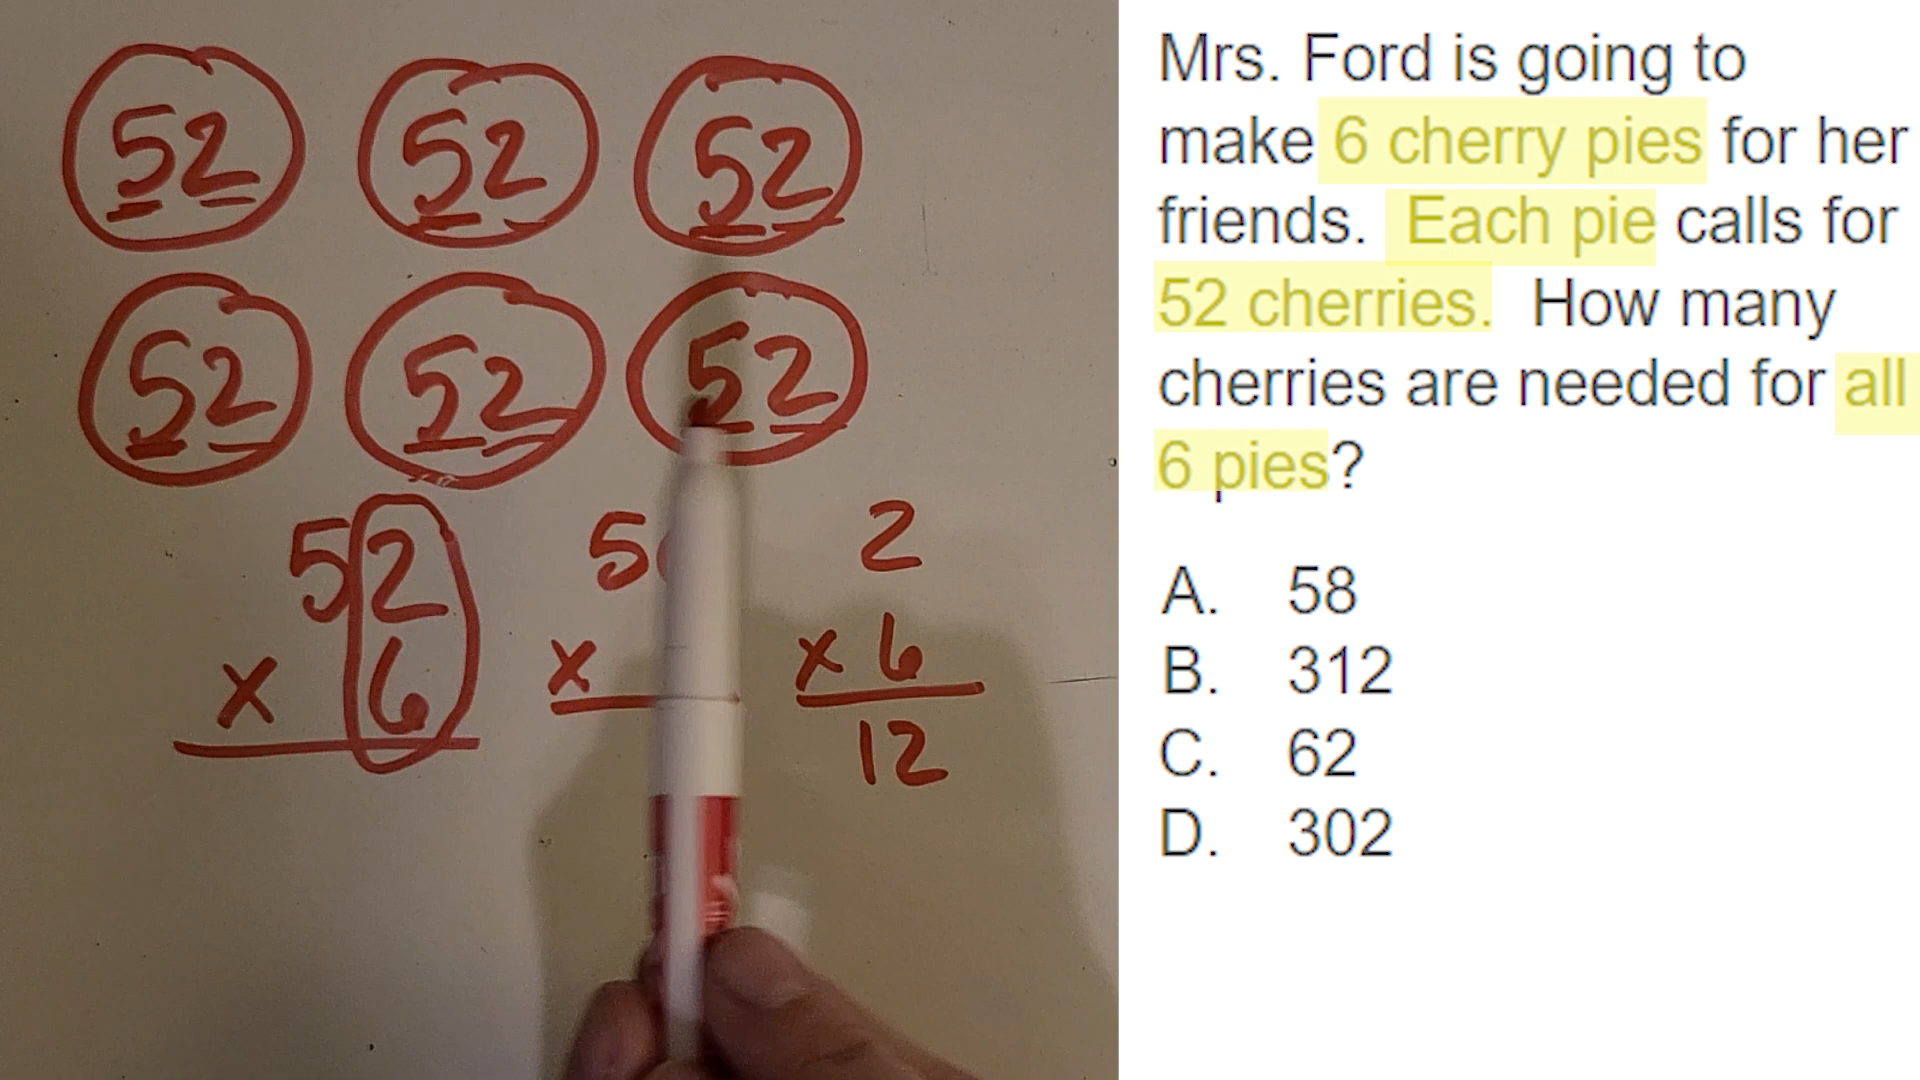 52 52 52
52 52 52
52 5 2
x 6 x x 6
12
Mrs. Ford is going to
make 6 cherry pies for her
friends. Each pie calls for
52 cherries. How many
cherries are needed for all
6 pies?
A. 58
B. 312
C. 62
D. 302